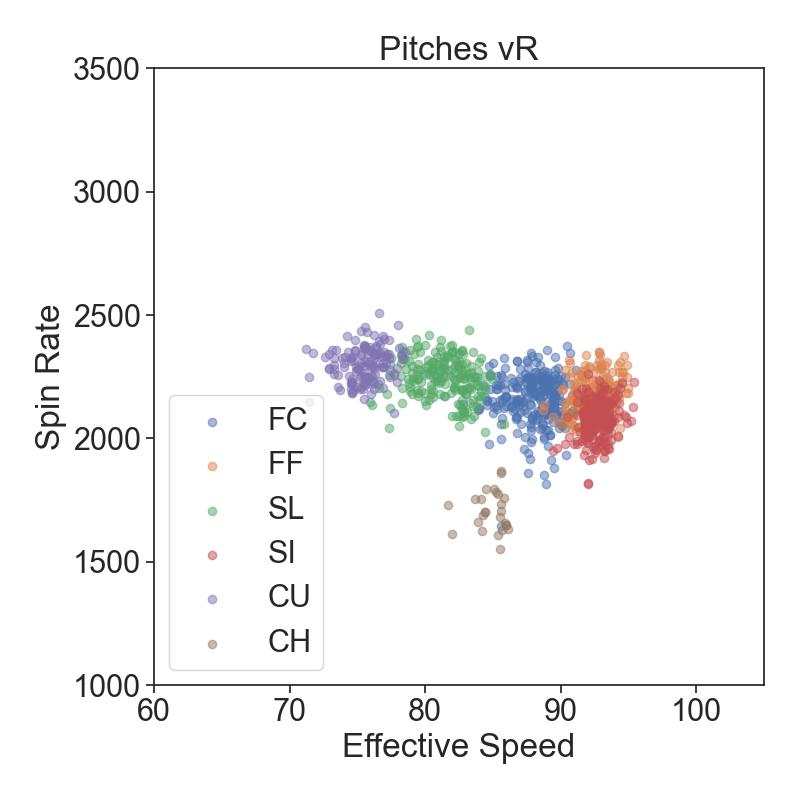 Pitches vR
3500
3000
2500
2000
1500
1000
Spin Rate
FC
FF
SL
SI
CU
CH
60 70 80 90 100
Effective Speed